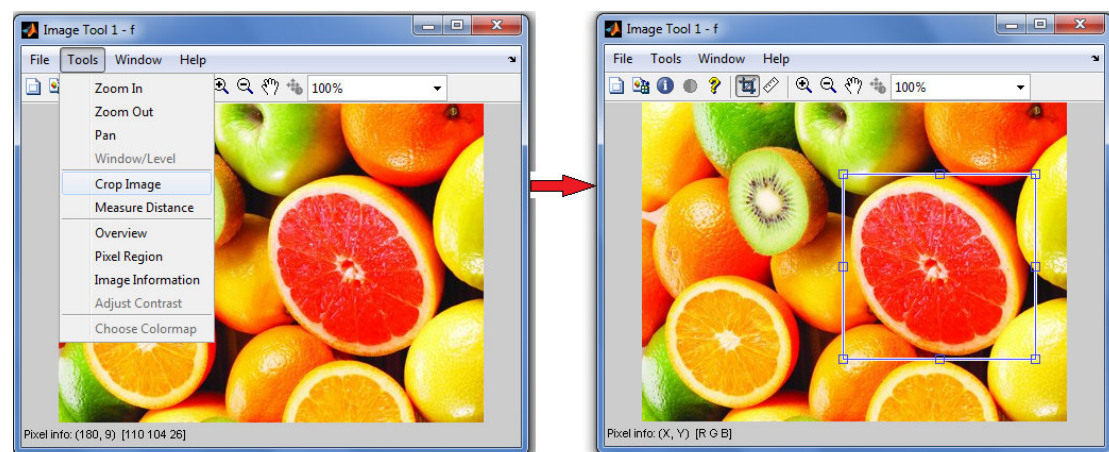 Image Tool 1 - f
File Tools Window Help
100%
Zoom In
Zoom Out
Pan
Window/Level
Crop Image
Measure Distance
Overview
Pixel Region
Image Information
Adjust Contrast
Choose Colormap
Pixel info: (180, 9) [110 104 26]
Image Tool 1 - f
File Tools Window Help
100%
Pixel info: (X, Y) [R G B]